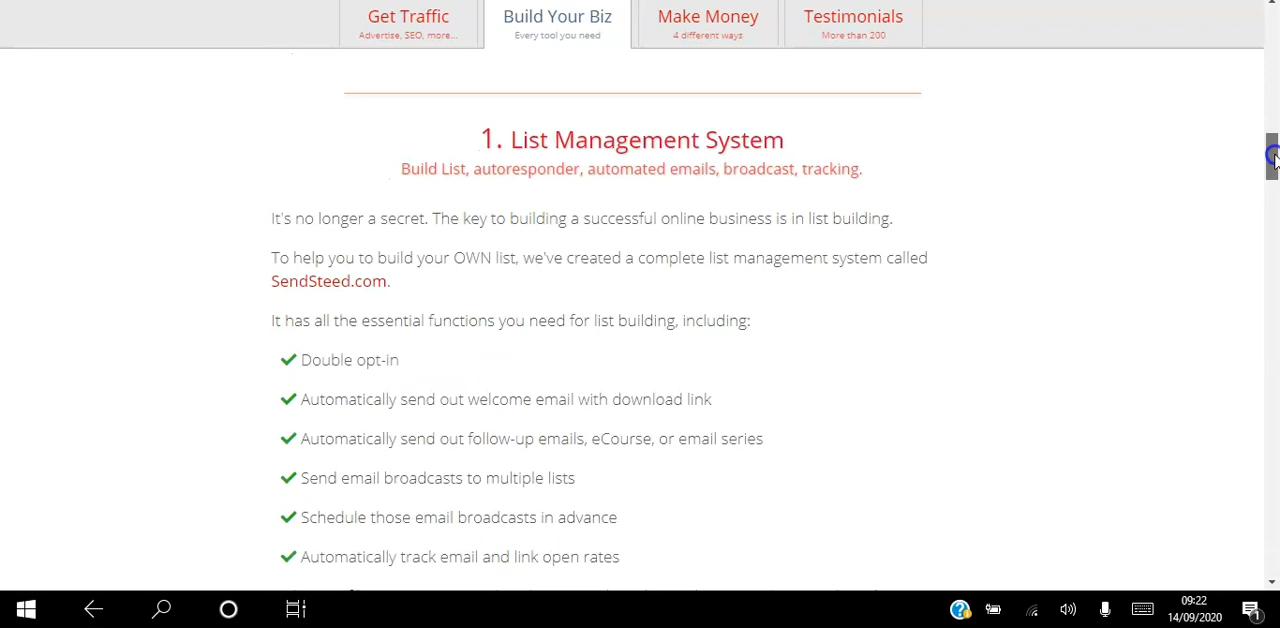 Get Traffic
Advertise, SEO, more...
Build Your Biz
Every tool you need
Make Money
4 different ways
Testimonials
More than 200
1. List Management System
Build List, autoresponder, automated emails, broadcast, tracking.
It's no longer a secret. The key to building a successful online business is in list building.
To help you to build your OWN list, we've created a complete list management system called
SendSteed.com.
It has all the essential functions you need for list building, including:
Double opt-in
Automatically send out welcome email with download link
Automatically send out follow-up emails, eCourse, or email series
Send email broadcasts to multiple lists
Schedule those email broadcasts in advance
Automatically track email and link open rates
09:22
14/09/2020
1